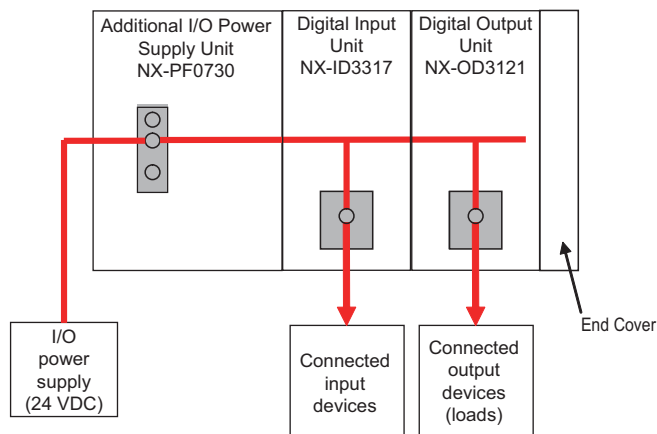 Additional I/O Power
Supply Unit
NX-PF0730
Digital Input
Unit
NX-ID3317
Digital Output
Unit
NX-OD3121
End Cover
I/O
power
supply
(24 VDC)
Connected
input
devices
Connected
output
devices
(loads)